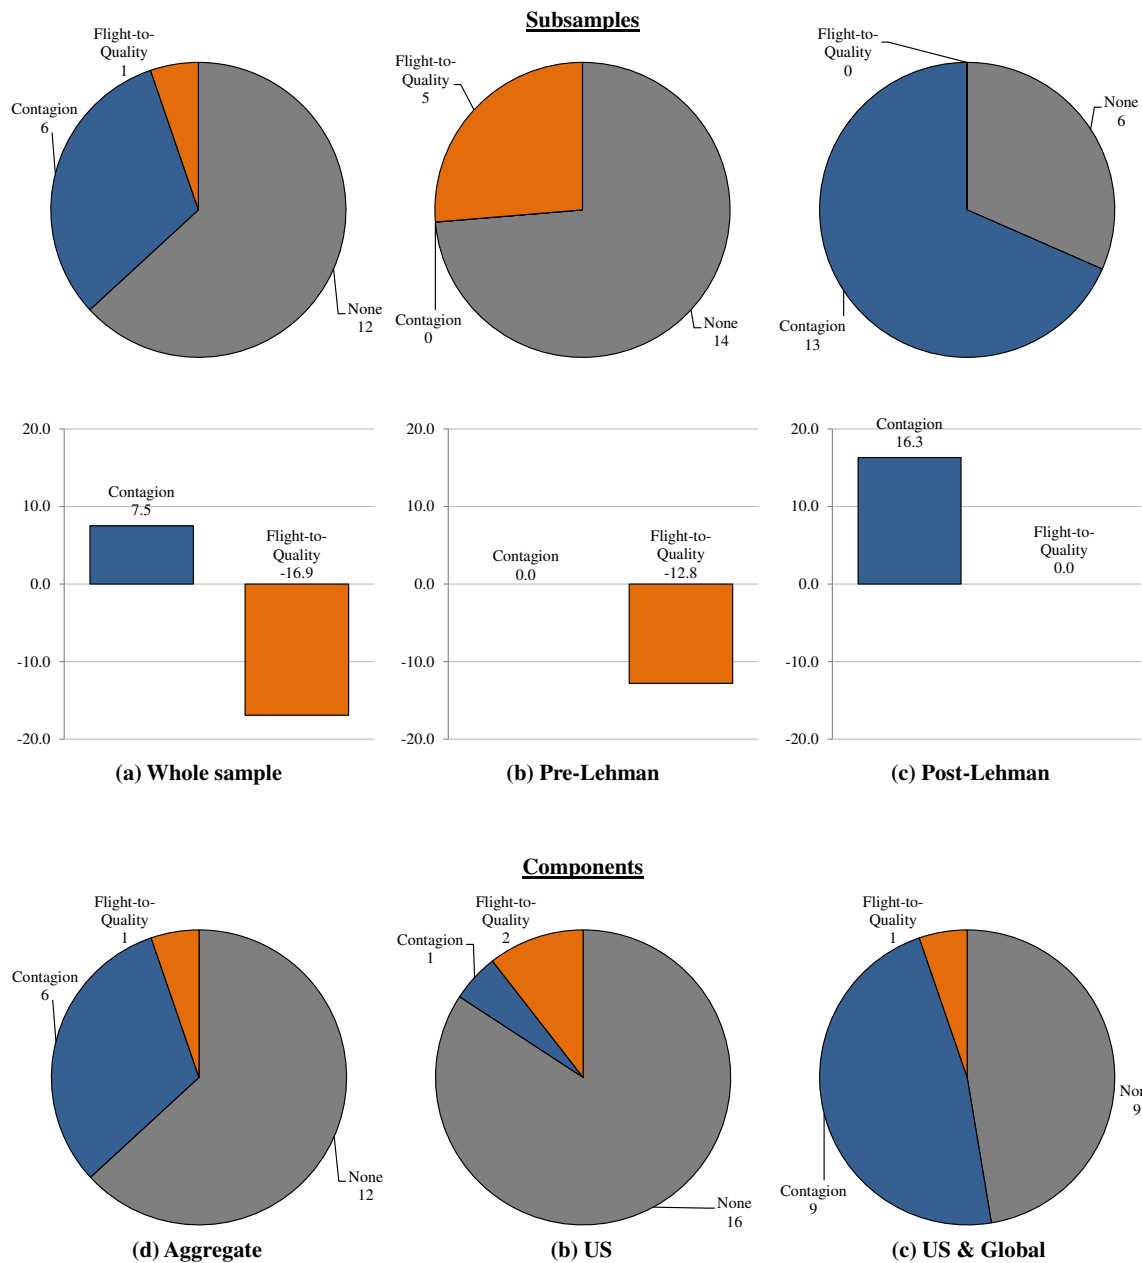 Subsamples
Flight-to-
Quality
1
Contagion
6
None
12
Flight-to-
Quality
5
Contagion
0
None
14
Flight-to-
Quality
0
None
6
Contagion
13
20.0
10.0
0.0
-10.0
-20.0
Contagion
7.5
Flight-to-
Quality
-16.9
(a) Whole sample
20.0
10.0
0.0
-10.0
-20.0
Contagion
0.0
Flight-to-
Quality
-12.8
(b) Pre-Lehman
20.0
10.0
0.0
-10.0
-20.0
Contagion
16.3
Flight-to-
Quality
0.0
(c) Post-Lehman
Components
Flight-to-
Quality
1
Contagion
6
None
12
(d) Aggregate
Flight-to-
Quality
2
Contagion
1
None
16
(b) US
Flight-to-
Quality
1
Contagion
9
9
(c) US & Global